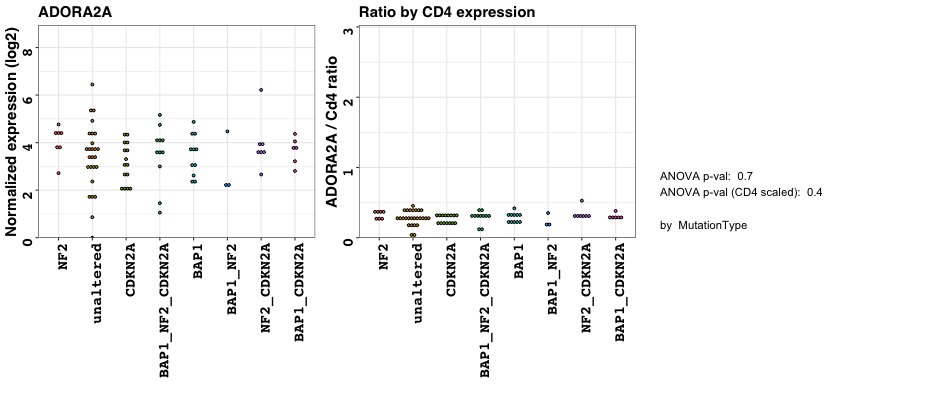 ADORA2A
Normalized expression (log2)
8
6
4
2
0
NF2
unaltered
CDKN2A
BAP1_NF2_CDKN2A
BAP1
BAP1_NF2
NF2_CDKN2A
BAP1_CDKN2A
Ratio by CD4 expression
ADORA2A / Cd4 ratio
3
2
1
0
NF2
unaltered
CDKN2A
BAP1_NF2_CDKN2A
BAP1
BAP1_NF2
NF2_CDKN2A
BAP1_CDKN2A
ANOVA p-val: 0.7
ANOVA p-val (CD4 scaled): 0.4
by MutationType